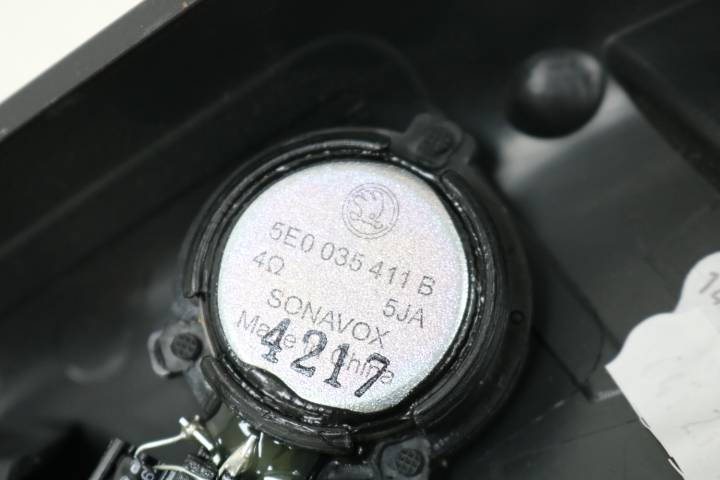 5E0 035 411 B
4Ω 5JA
SONAVOX
Made in China
4217